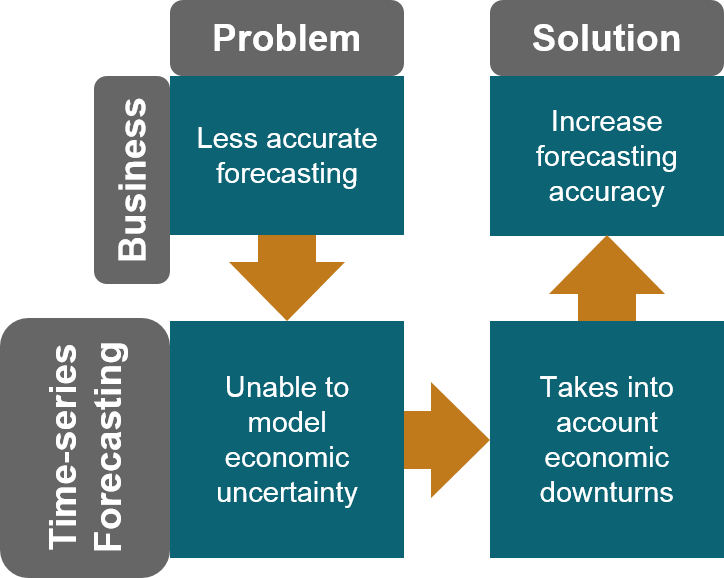 Problem
Solution
Business
Less accurate
forecasting
Increase
forecasting
accuracy
Time-series
Forecasting
Unable to
model
economic
uncertainty
Takes into
account
economic
downturns